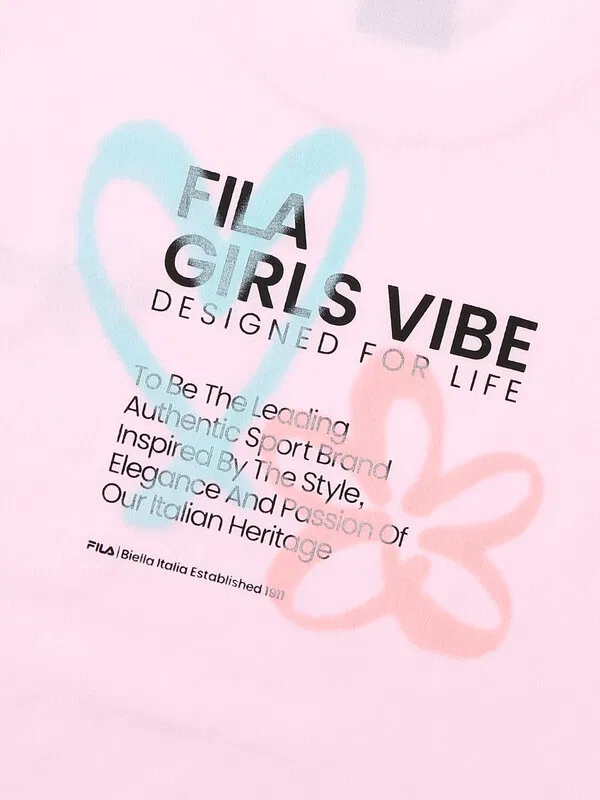 FILA
GIRLS VIBE
DESIGNED FOR LIFE
To Be The Leading
Authentic Sport Brand
Inspired By The Style,
Elegance And Passion Of
Our Italian Heritage
FILA | Biella Italia Established 1911